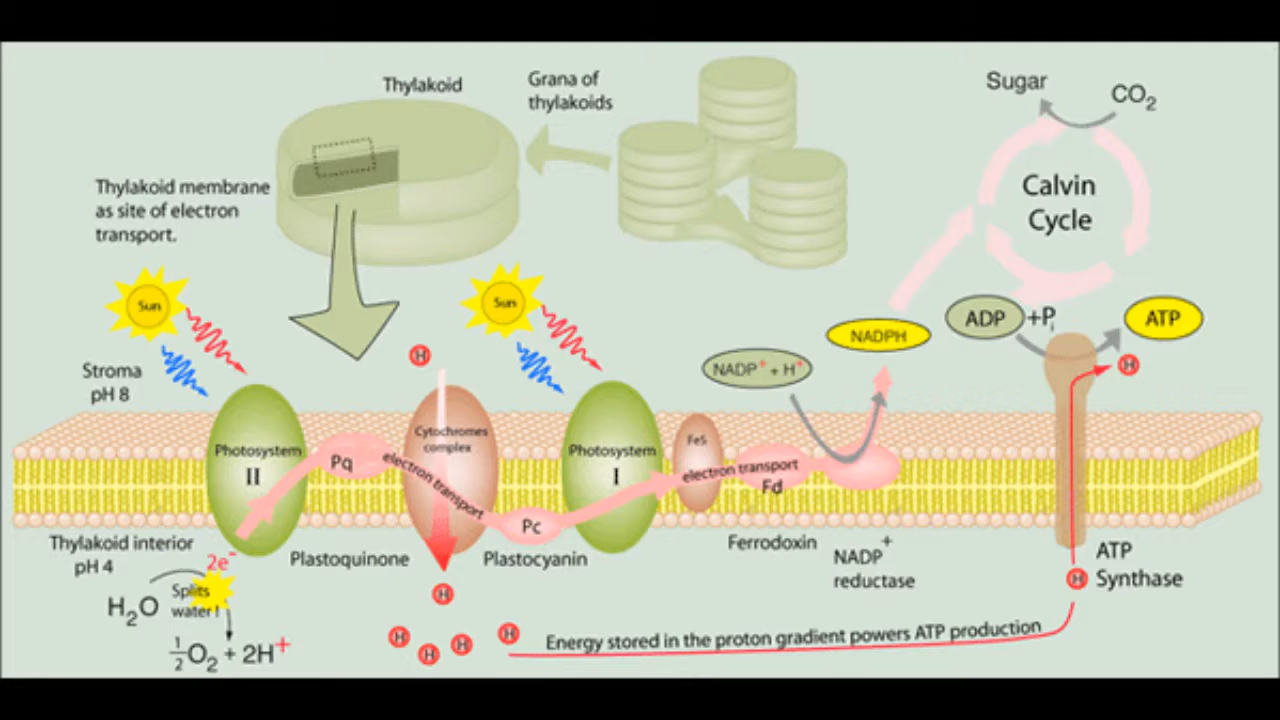 Thylakoid
Grana of
thylakoids
Sugar
CO₂
Thylakoid membrane
as site of electron
transport.
Calvin
Cycle
Sun
Sun
Stroma
pH 8
H
NADP⁺ + H⁺
NADPH
ADP
+Pᵢ
ATP
H
Photosystem
II
Pq
Cytochromes
complex
electron transport
Pc
Photosystem
I
FeS
electron transport
Fd
Thylakoid interior
pH 4
2e⁻
Plastoquinone
Plastocyanin
Ferrodoxin
NADP⁺
reductase
ATP
Synthase
H
H₂O
Splits
water!
½O₂ + 2H⁺
H
H
H
H
H
Energy stored in the proton gradient powers ATP production